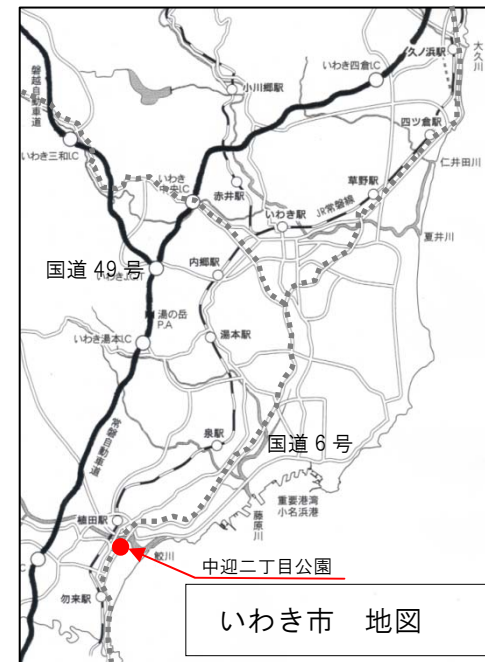 久ノ浜駅
大久川
いわき四倉I.C
小川郷駅
磐越自動車道
四ツ倉駅
いわき三和I.C
仁井田川
いわき
中央I.C
赤井駅
草野駅
JR常磐線
いわき駅
夏井川
国道 49 号
内郷駅
湯の岳
P.A
いわき湯本I.C
湯本駅
常磐自動車道
泉駅
国道 6 号
重要港湾
小名浜港
藤原川
植田駅
鮫川
中迎二丁目公園
勿来駅
いわき市 地図